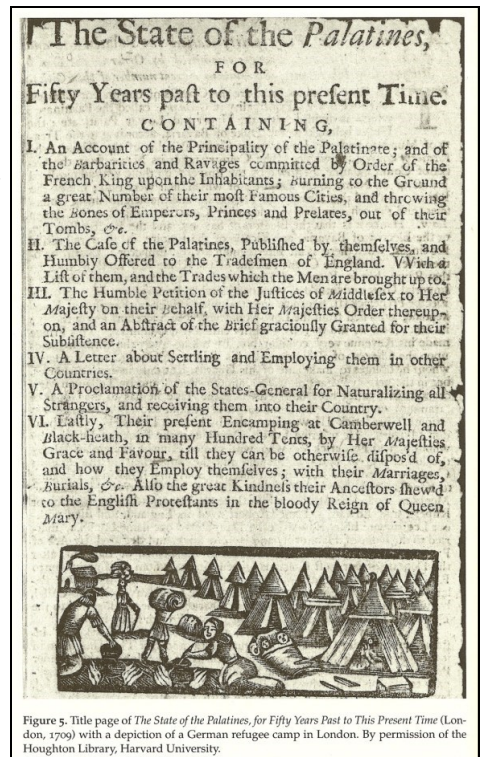 The State of the Palatines,
FOR
Fifty Years paſt to this preſent Time.
CONTAINING,
I. An Account of the Principality of the Palatinate; and of
the Barbarities and Ravages committed by Order of the
French King upon the Inhabitants; Burning to the Ground
a great Number of their moſt Famous Cities, and throwing
the Bones of Emperors, Princes and Prelates, out of their
Tombs, &c.
II. The Caſe of the Palatines, Publiſhed by themſelves, and
Humbly Offered to the Tradeſmen of England. VVith a
Liſt of them, and the Trades which the Men are brought up to.
III. The Humble Petition of the Juſtices of Middleſex to Her
Majeſty on their Behalf, with Her Majeſties Order thereup-
on, and an Abſtract of the Brief graciouſly Granted for their
Subſiſtence.
IV. A Letter about Settling and Employing them in other
Countries.
V. A Proclamation of the States-General for Naturalizing all
Strangers, and receiving them into their Country.
VI. Laſtly, Their preſent Encamping at Camberwell and
Black-heath, in many Hundred Tents, by Her Majeſties
Grace and Favour, till they can be otherwiſe diſpos'd of,
and how they Employ themſelves; with their Marriages,
Burials, &c. Alſo the great Kindneſs their Anceſtors ſhew'd
to the Engliſh Proteſtants in the bloody Reign of Queen
Mary.
Figure 5. Title page of The State of the Palatines, for Fifty Years Past to This Present Time (Lon-
don, 1709) with a depiction of a German refugee camp in London. By permission of the
Houghton Library, Harvard University.